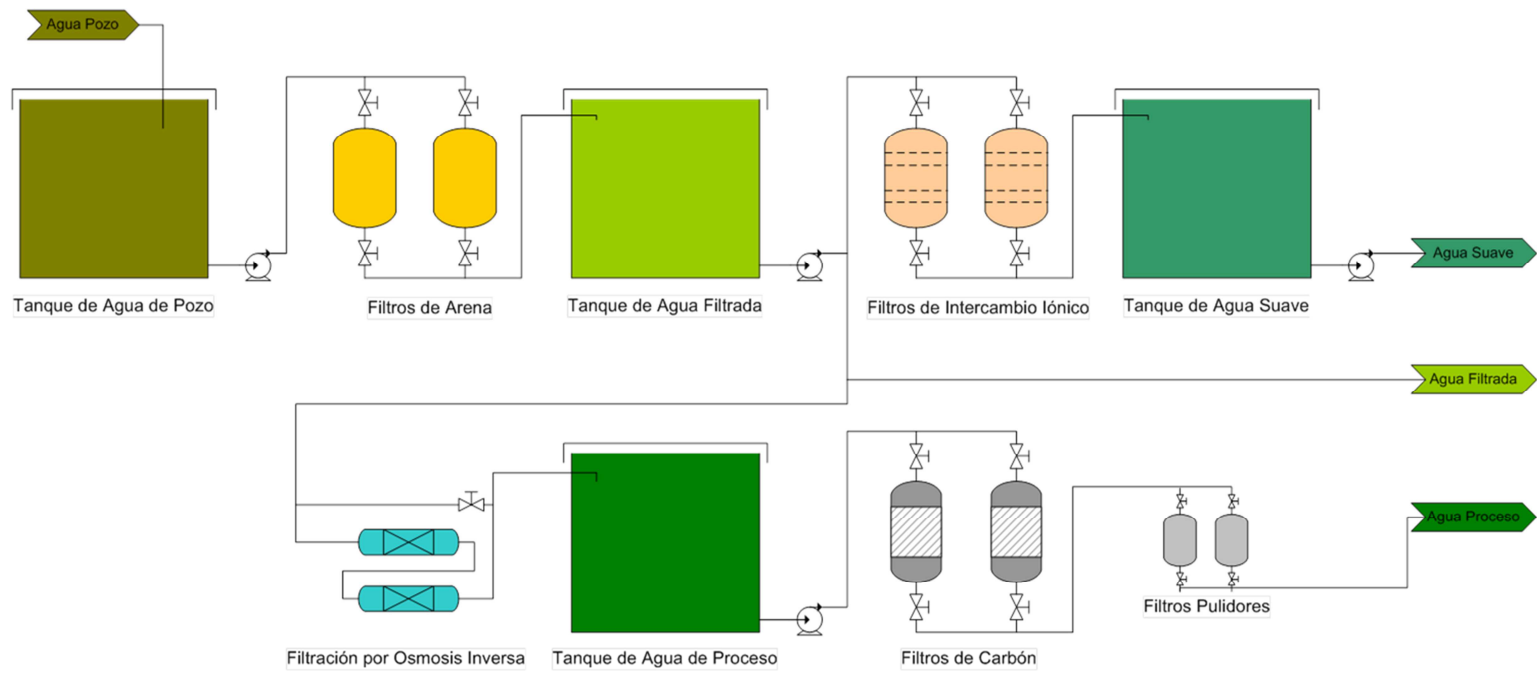 Agua Pozo
Tanque de Agua de Pozo
Filtros de Arena
Tanque de Agua Filtrada
Filtros de Intercambio Iónico
Tanque de Agua Suave
Agua Suave
Agua Filtrada
Filtración por Osmosis Inversa
Tanque de Agua de Proceso
Filtros de Carbón
Filtros Pulidores
Agua Proceso